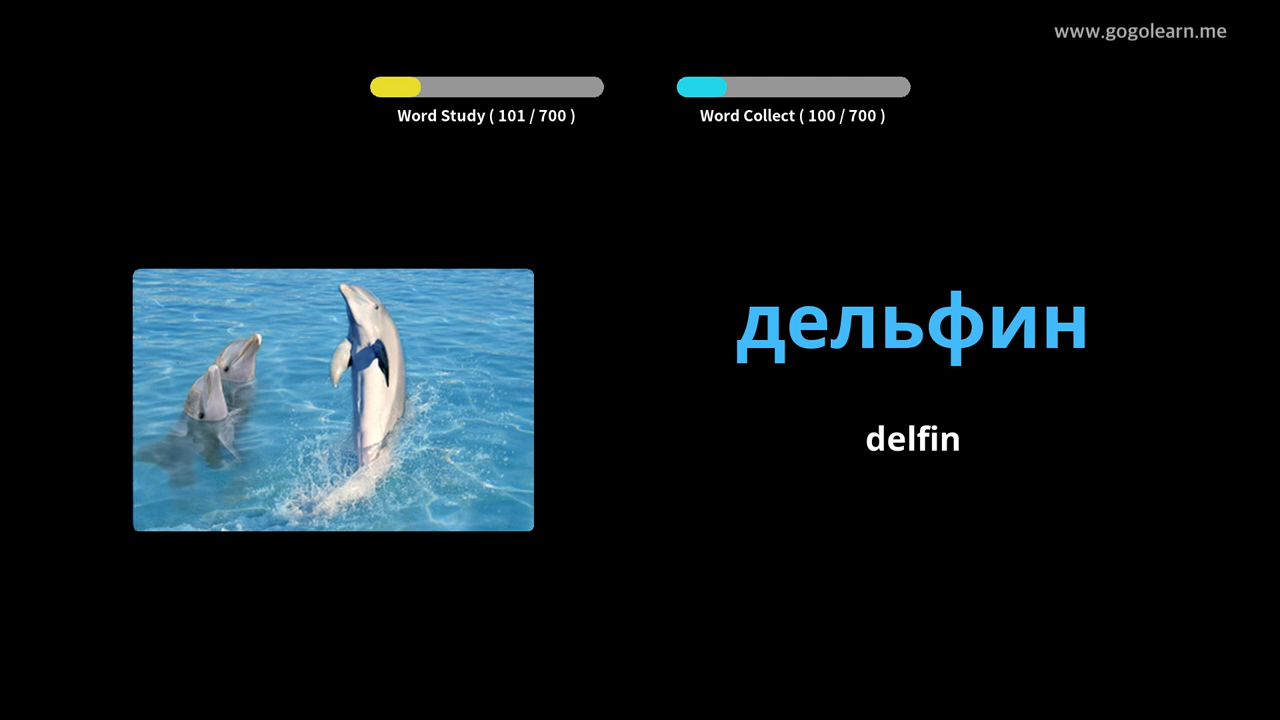 www.gogolearn.me
Word Study ( 101 / 700 )
Word Collect ( 100 / 700 )
дельфин
delfin